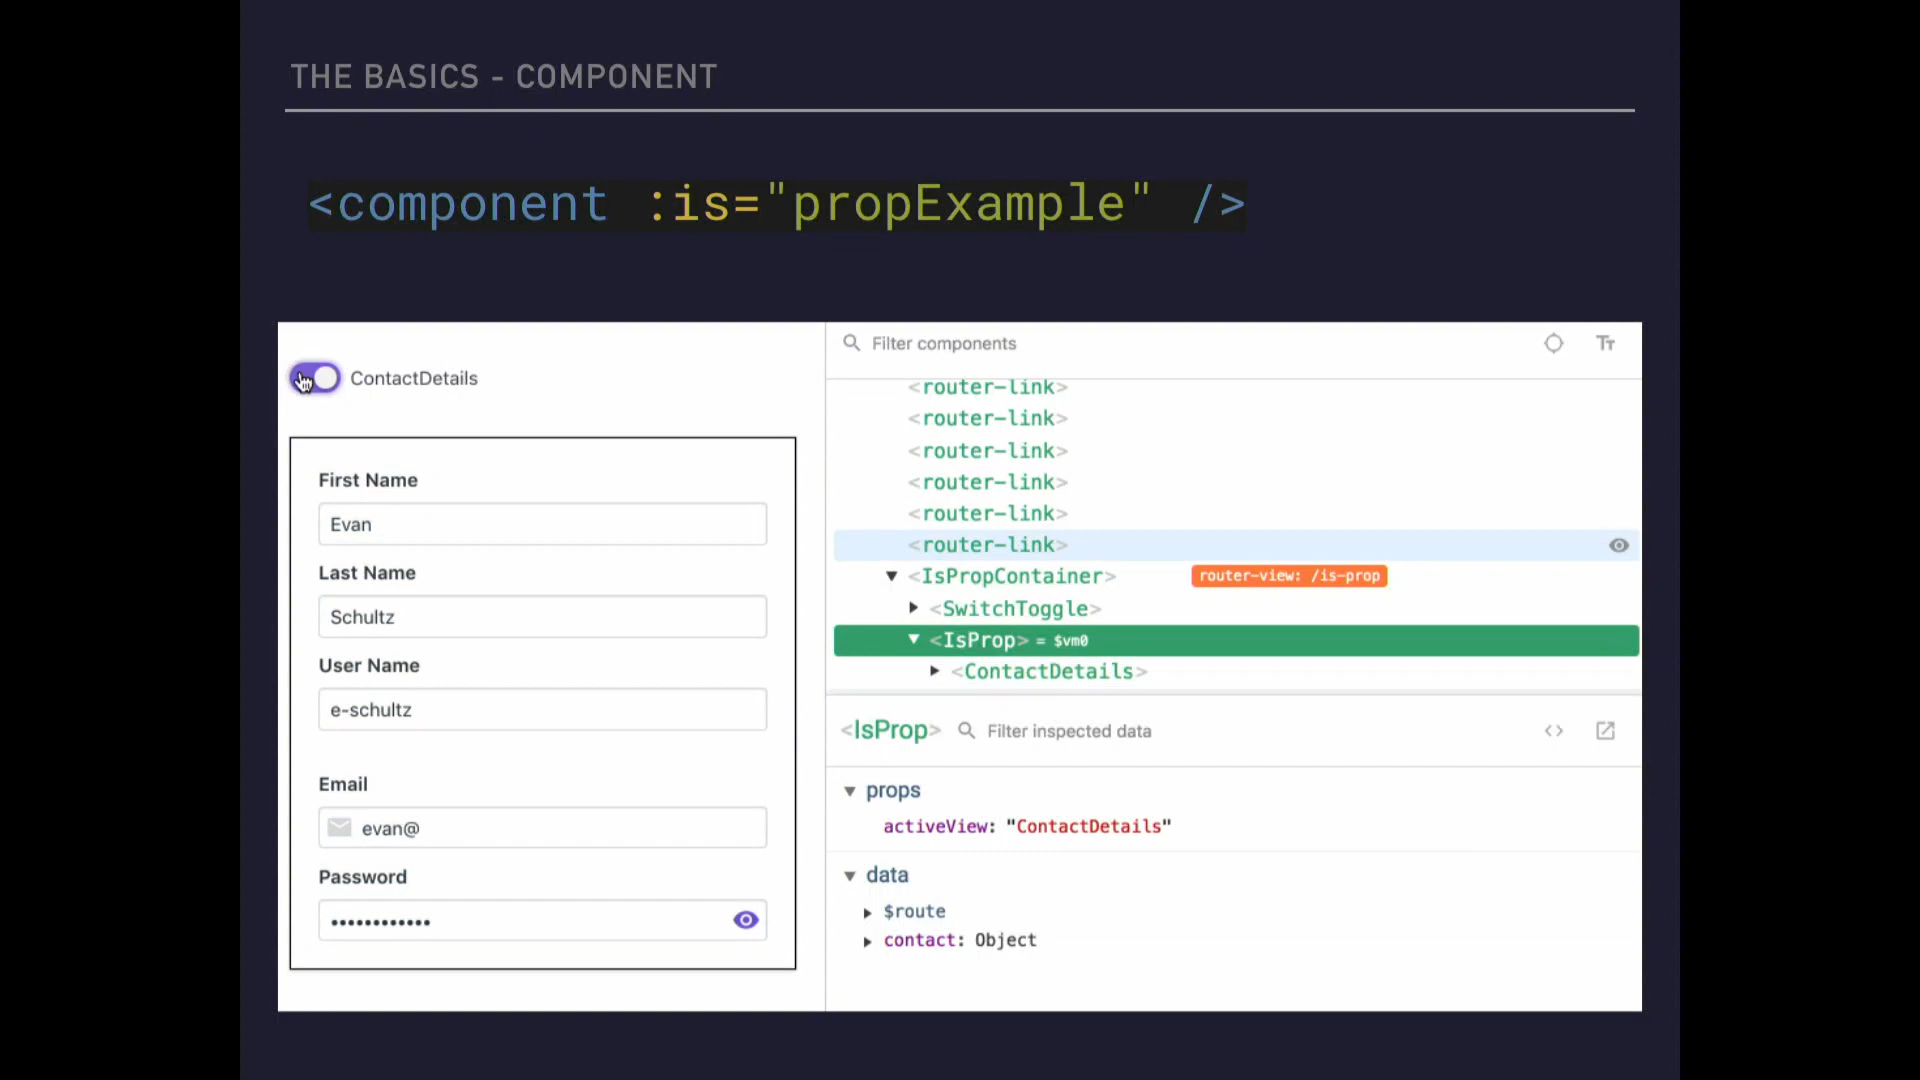 THE BASICS - COMPONENT
<component :is="propExample" />
ContactDetails
First Name
Evan
Last Name
Schultz
User Name
e-schultz
Email
evan@
Password
••••••••••••
Filter components
<router-link>
<router-link>
<router-link>
<router-link>
<router-link>
<router-link>
<IsPropContainer> router-view: /is-prop
<SwitchToggle>
<IsProp> = $vm0
<ContactDetails>
<IsProp> Filter inspected data
props
activeView: "ContactDetails"
data
$route
contact: Object